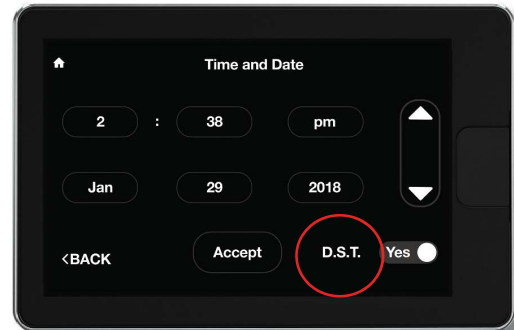 Time and Date
2 : 38 pm
Jan 29 2018
<BACK Accept D.S.T. Yes